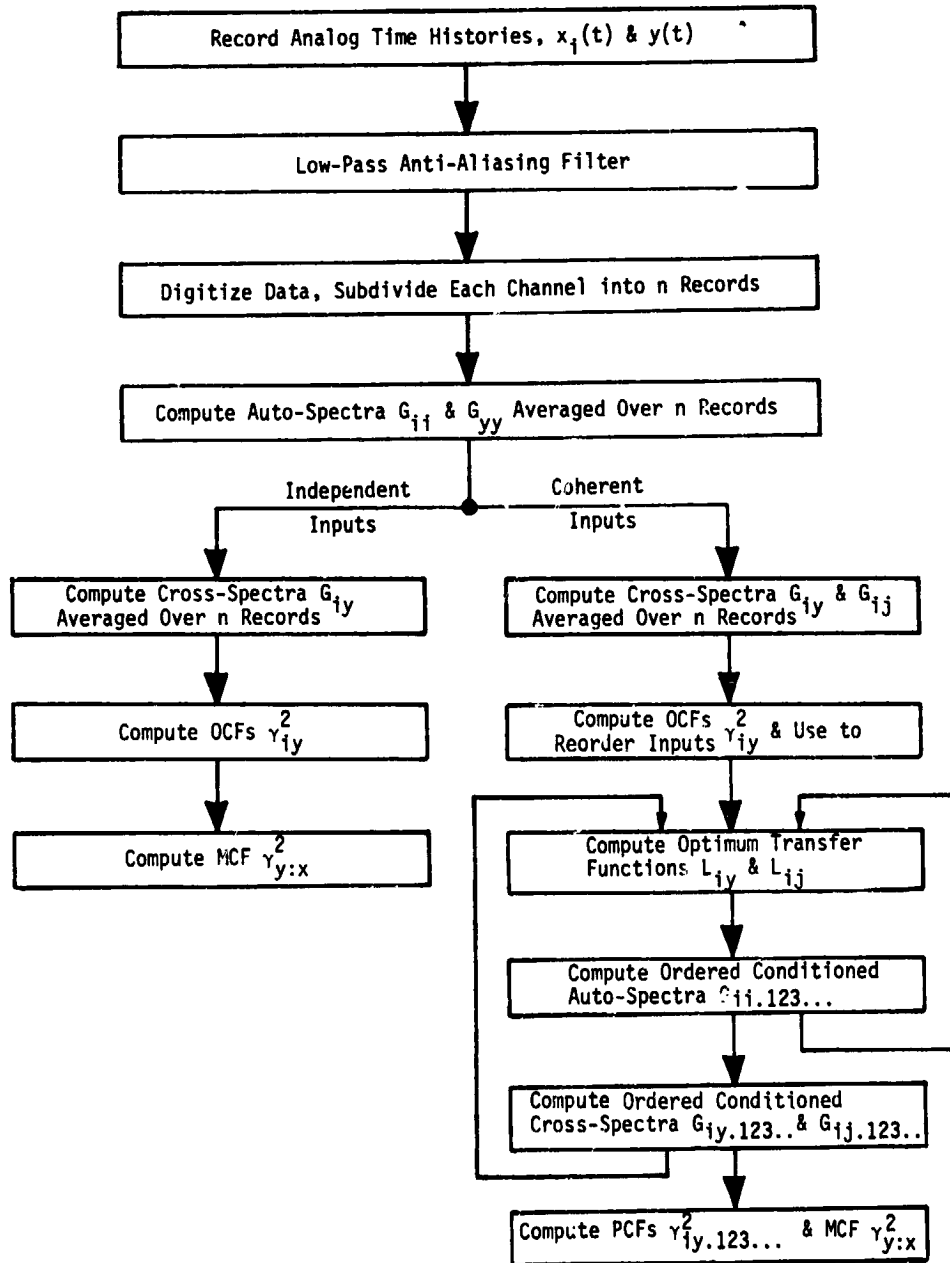 Record Analog Time Histories, x_i(t) & y(t)
Low-Pass Anti-Aliasing Filter
Digitize Data, Subdivide Each Channel into n Records
Compute Auto-Spectra G_ii & G_yy Averaged Over n Records
Independent
Inputs
Coherent
Inputs
Compute Cross-Spectra G_iy
Averaged Over n Records
Compute OCFs γ²_iy
Compute MCF γ²_y:x
Compute Cross-Spectra G_iy & G_ij
Averaged Over n Records
Compute OCFs γ²_iy & Use to
Reorder Inputs
Compute Optimum Transfer
Functions L_iy & L_ij
Compute Ordered Conditioned
Auto-Spectra G_ii.123...
Compute Ordered Conditioned
Cross-Spectra G_iy.123.. & G_ij.123..
Compute PCFs γ²_iy.123... & MCF γ²_y:x